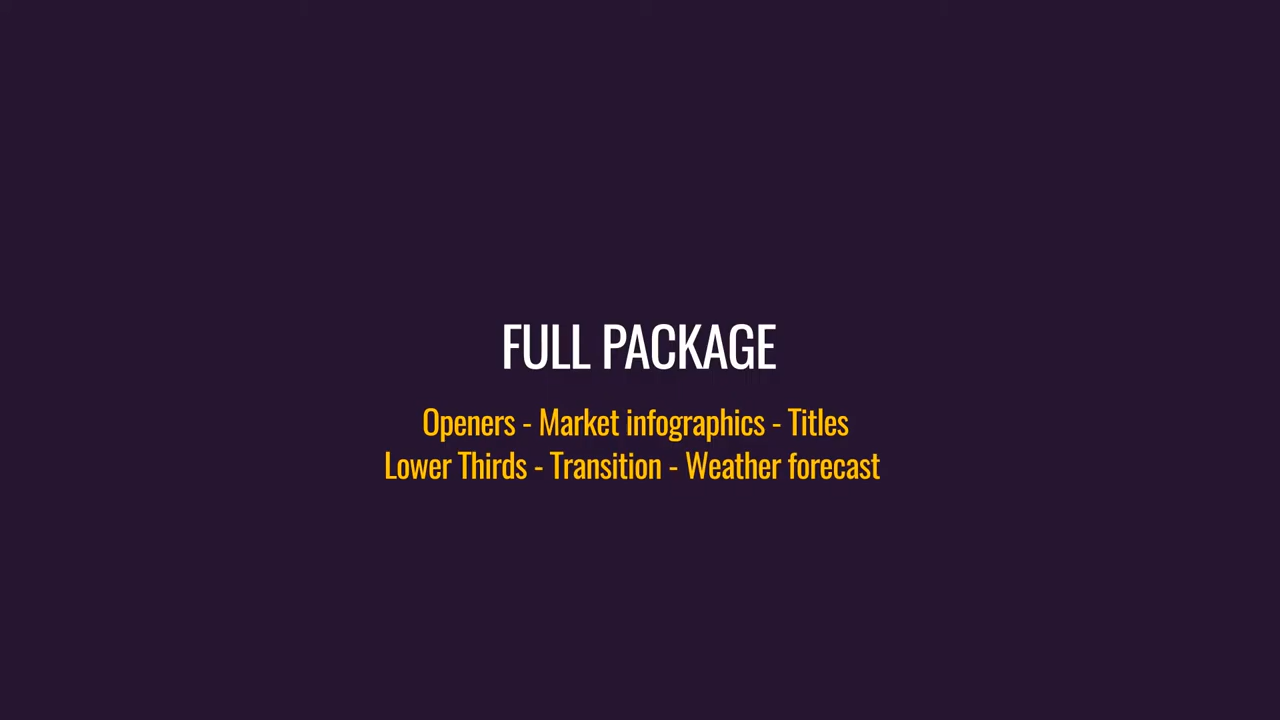 FULL PACKAGE
Openers - Market infographics - Titles
Lower Thirds - Transition - Weather forecast